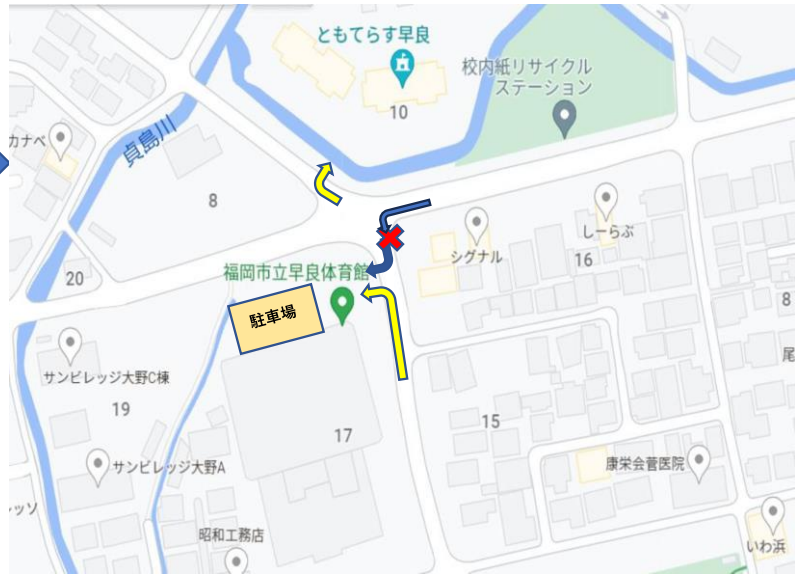 ともてらす早良
校内紙リサイクル
ステーション
10
カナベ
貞島川
8
しーらぶ
シグナル
16
20
福岡市立早良体育館
駐車場
8
尾
サンビレッジ大野C棟
19
17
15
サンビレッジ大野A
康栄会菅医院
ッソ
昭和工務店
いわ浜